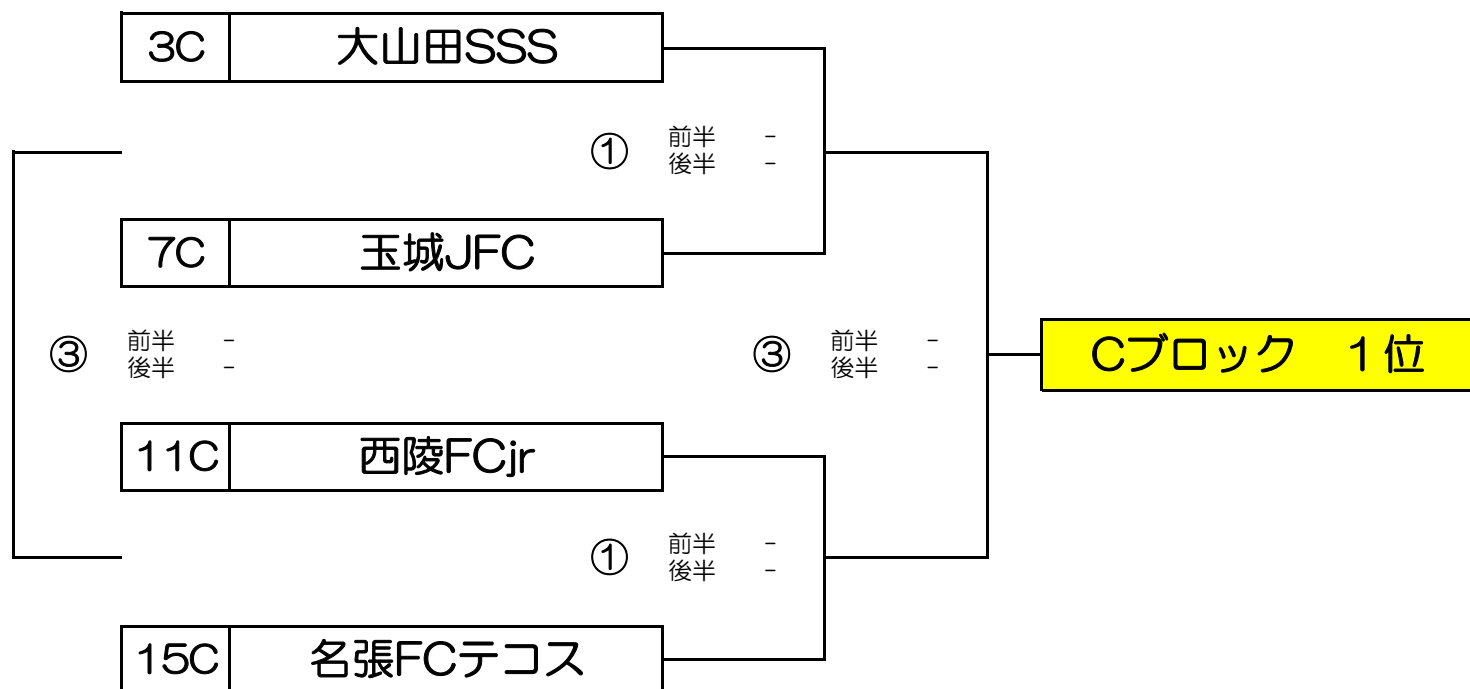 3C 大山田SSS
① 前半 -
後半 -
7C 玉城JFC
③ 前半 -
後半 -
③ 前半 -
後半 -
Cブロック　１位
11C 西陵FCjr
① 前半 -
後半 -
15C 名張FCテコス